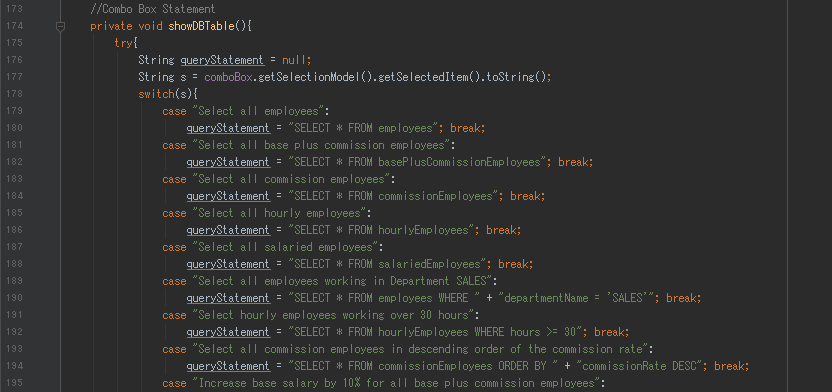 173 //Combo Box Statement
174 private void showDBTable(){
175 try{
176 String queryStatement = null;
177 String s = comboBox.getSelectionModel().getSelectedItem().toString();
178 switch(s){
179 case "Select all employees":
180 queryStatement = "SELECT * FROM employees"; break;
181 case "Select all base plus commission employees":
182 queryStatement = "SELECT * FROM basePlusCommissionEmployees"; break;
183 case "Select all commission employees":
184 queryStatement = "SELECT * FROM commissionEmployees"; break;
185 case "Select all hourly employees":
186 queryStatement = "SELECT * FROM hourlyEmployees"; break;
187 case "Select all salaried employees":
188 queryStatement = "SELECT * FROM salariedEmployees"; break;
189 case "Select all employees working in Department SALES":
190 queryStatement = "SELECT * FROM employees WHERE " + "departmentName = 'SALES'"; break;
191 case "Select hourly employees working over 30 hours":
192 queryStatement = "SELECT * FROM hourlyEmployees WHERE hours >= 30"; break;
193 case "Select all commission employees in descending order of the commission rate":
194 queryStatement = "SELECT * FROM commissionEmployees ORDER BY " + "commissionRate DESC"; break;
195 case "Increase base salary by 10% for all base plus commission employees":